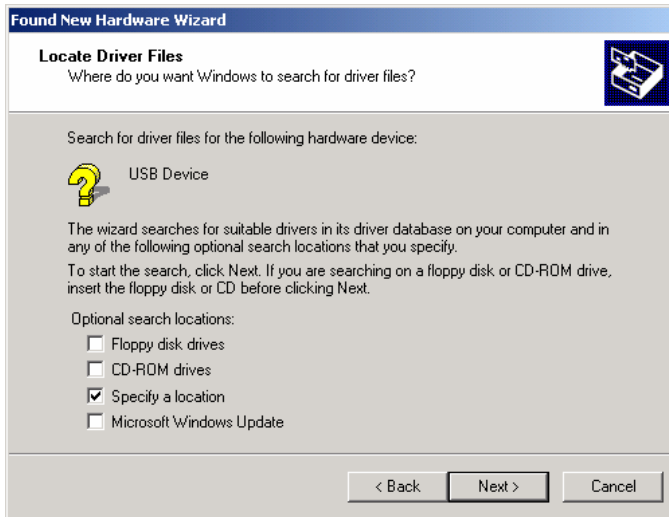 Found New Hardware Wizard
Locate Driver Files
Where do you want Windows to search for driver files?
Search for driver files for the following hardware device:
USB Device
The wizard searches for suitable drivers in its driver database on your computer and in
any of the following optional search locations that you specify.
To start the search, click Next. If you are searching on a floppy disk or CD-ROM drive,
insert the floppy disk or CD before clicking Next.
Optional search locations:
Floppy disk drives
CD-ROM drives
Specify a location
Microsoft Windows Update
< Back Next > Cancel